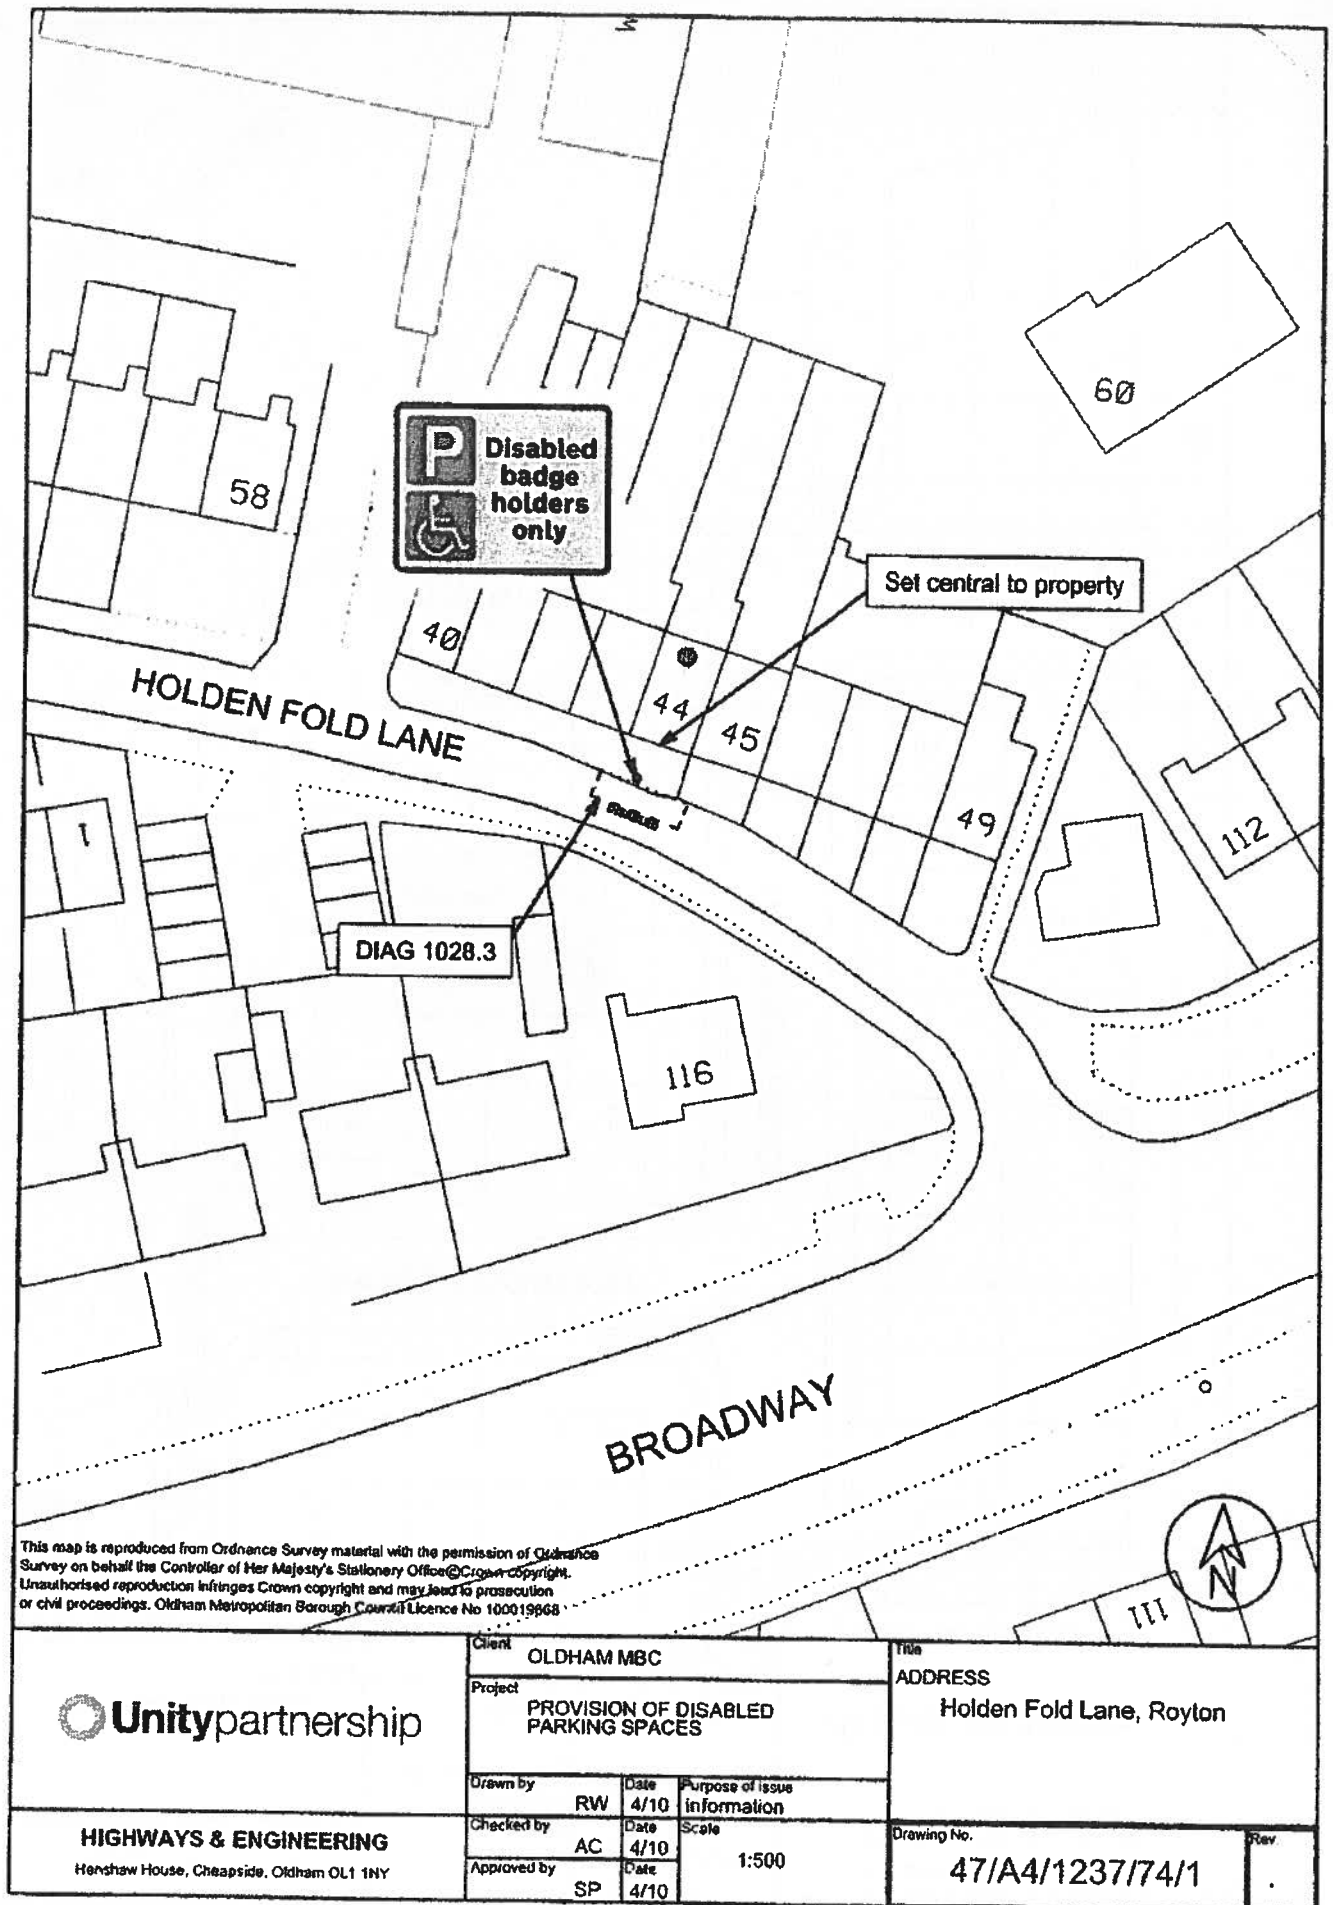 60
58
P
Disabled
badge
holders
only
Set central to property
40
44
45
HOLDEN FOLD LANE
49
112
1
DIAG 1028.3
116
BROADWAY
N
111
This map is reproduced from Ordnance Survey material with the permission of Ordnance
Survey on behalf the Controller of Her Majesty's Stationery Office©Crown copyright.
Unauthorised reproduction infringes Crown copyright and may lead to prosecution
or civil proceedings. Oldham Metropolitan Borough Council Licence No 100019668
Unitypartnership
HIGHWAYS & ENGINEERING
Henshaw House, Cheapside, Oldham OL1 1NY
Client
OLDHAM MBC
Project
PROVISION OF DISABLED
PARKING SPACES
Drawn by
RW
Date
4/10
Purpose of issue
information
Checked by
AC
Date
4/10
Scale
1:500
Approved by
SP
Date
4/10
Title
ADDRESS
Holden Fold Lane, Royton
Drawing No.
47/A4/1237/74/1
Rev
.